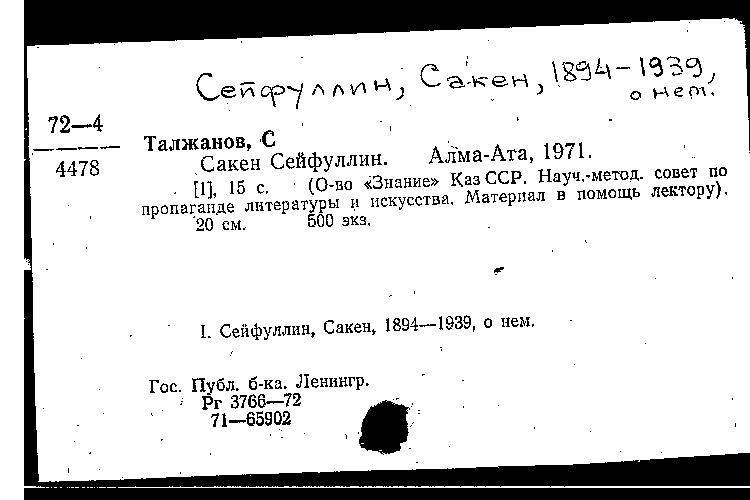 Сейфуллин, Сакен, 1894-1939,
о нем.
72—4
4478
Талжанов, С
Сакен Сейфуллин. Алма-Ата, 1971.
[1], 15 с. (О-во «Знание» Каз ССР. Науч.-метод. совет по
пропаганде литературы и искусства. Материал в помощь лектору).
20 см. 500 экз.
I. Сейфуллин, Сакен, 1894—1939, о нем.
Гос. Публ. б-ка. Ленингр.
Рг 3766—72
71—65902